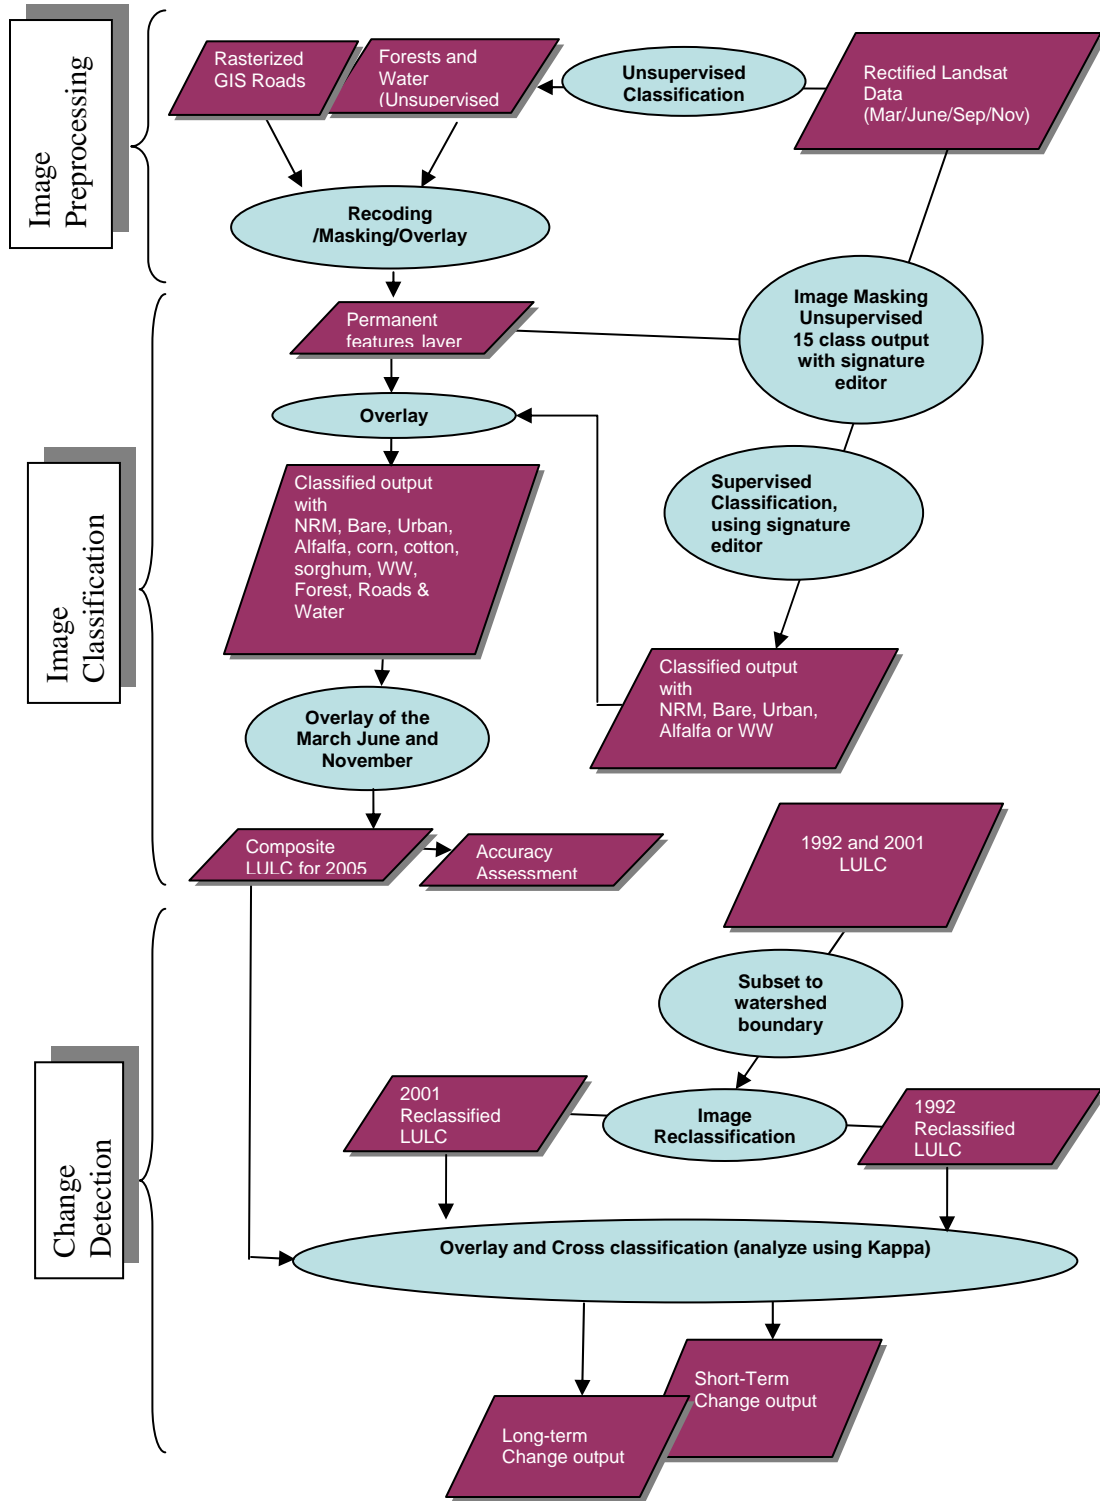 Image
Preprocessing
Rasterized
GIS Roads
Forests and
Water
(Unsupervised
Unsupervised
Classification
Rectified Landsat
Data
(Mar/June/Sep/Nov)
Recoding
/Masking/Overlay
Image
Classification
Permanent
features layer
Image Masking
Unsupervised
15 class output
with signature
editor
Overlay
Classified output
with
NRM, Bare, Urban,
Alfalfa, corn, cotton,
sorghum, WW,
Forest, Roads &
Water
Supervised
Classification,
using signature
editor
Classified output
with
NRM, Bare, Urban,
Alfalfa or WW
Overlay of the
March June and
November
Composite
LULC for 2005
Accuracy
Assessment
1992 and 2001
LULC
Change
Detection
Subset to
watershed
boundary
2001
Reclassified
LULC
Image
Reclassification
1992
Reclassified
LULC
Overlay and Cross classification (analyze using Kappa)
Short-Term
Change output
Long-term
Change output